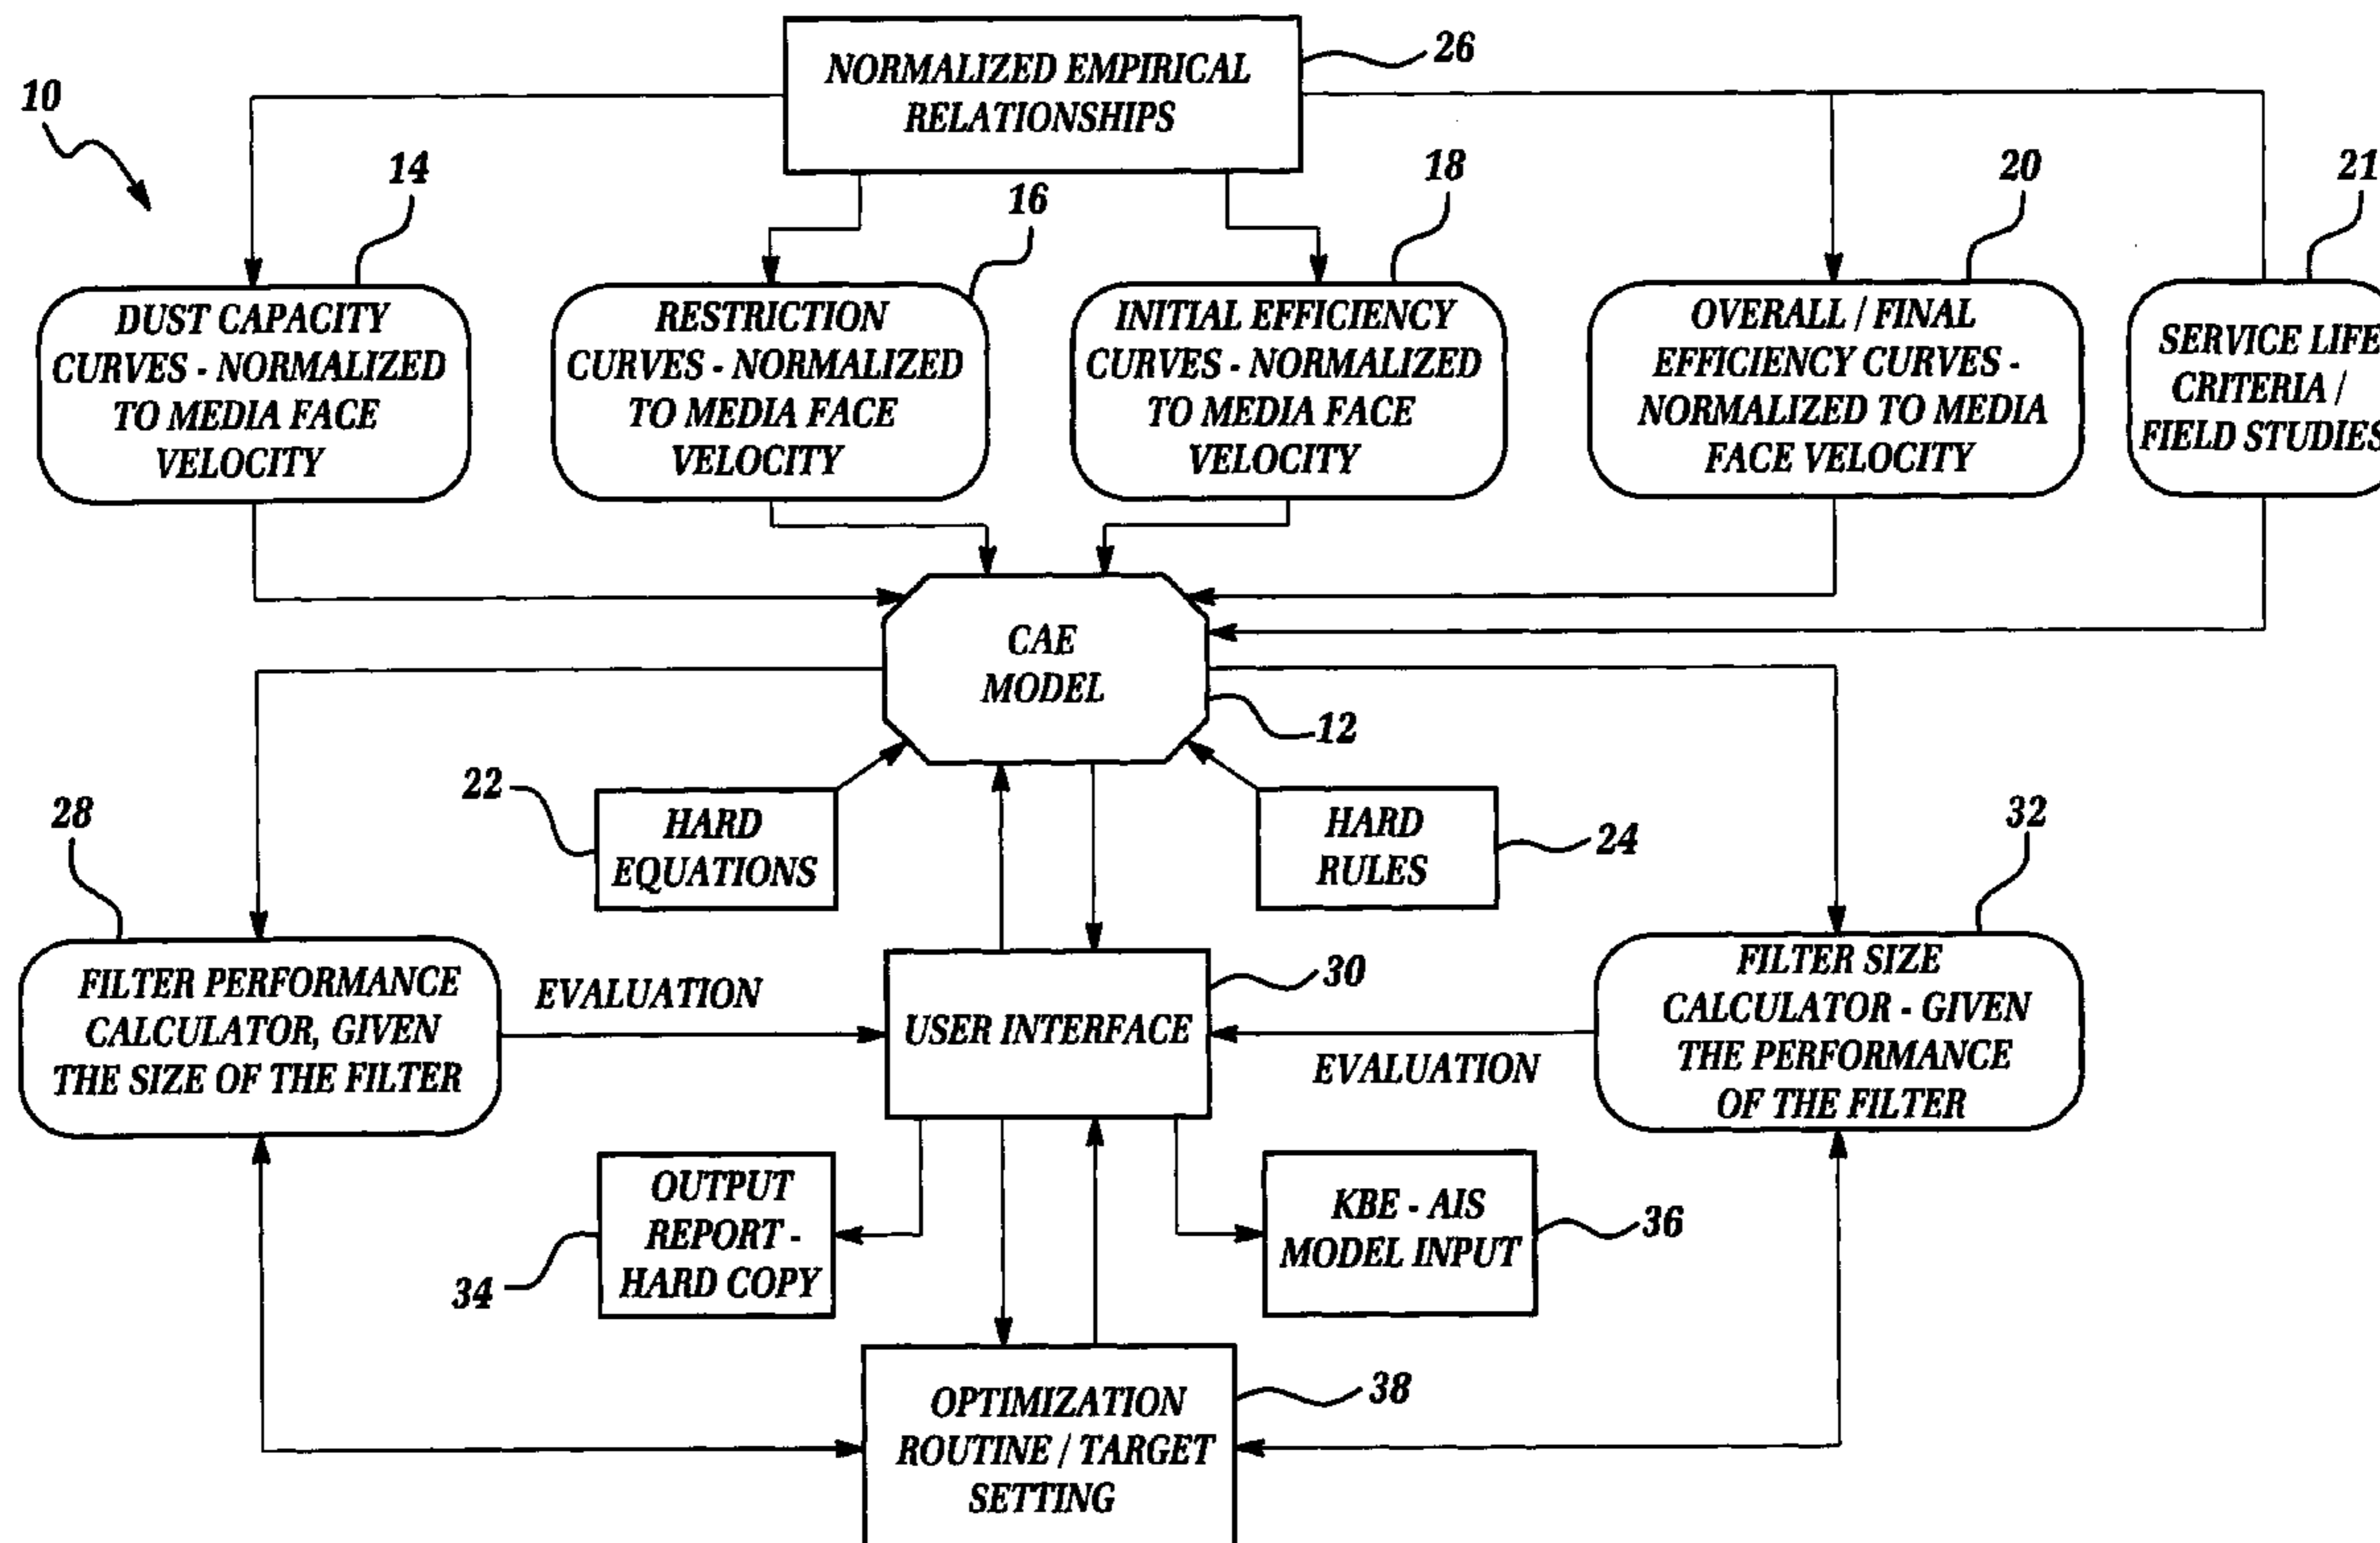 NORMALIZED EMPIRICAL
RELATIONSHIPS
26
10
14
16
18
20
21
DUST CAPACITY
CURVES - NORMALIZED
TO MEDIA FACE
VELOCITY
RESTRICTION
CURVES - NORMALIZED
TO MEDIA FACE
VELOCITY
INITIAL EFFICIENCY
CURVES - NORMALIZED
TO MEDIA FACE
VELOCITY
OVERALL / FINAL
EFFICIENCY CURVES -
NORMALIZED TO MEDIA
FACE VELOCITY
SERVICE LIFE
CRITERIA /
FIELD STUDIES
CAE
MODEL
12
22
HARD
EQUATIONS
HARD
RULES
24
28
32
FILTER PERFORMANCE
CALCULATOR, GIVEN
THE SIZE OF THE FILTER
EVALUATION
USER INTERFACE
30
EVALUATION
FILTER SIZE
CALCULATOR - GIVEN
THE PERFORMANCE
OF THE FILTER
OUTPUT
REPORT -
HARD COPY
34
KBE - AIS
MODEL INPUT
36
OPTIMIZATION
ROUTINE / TARGET
SETTING
38